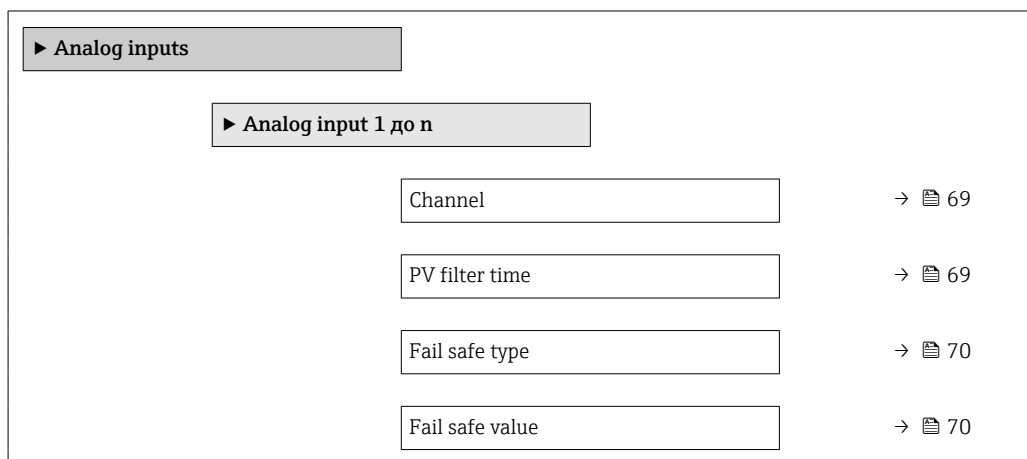 ▶ Analog inputs
▶ Analog input 1 до n
Channel → 69
PV filter time → 69
Fail safe type → 70
Fail safe value → 70